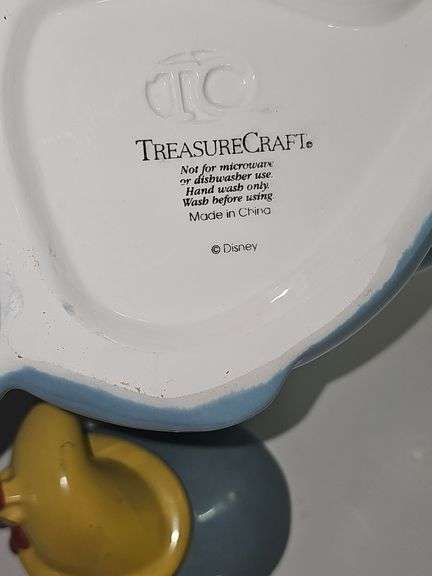 TC
TREASURECRAFT©
Not for microwave
or dishwasher use.
Hand wash only.
Wash before using
Made in China
© Disney